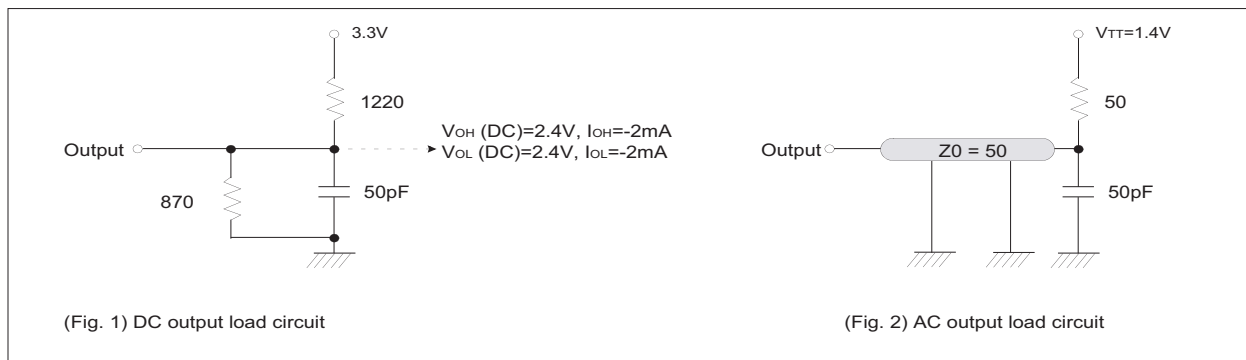 3.3V
1220
VOH (DC)=2.4V, IOH=-2mA
VOL (DC)=2.4V, IOL=-2mA
Output
870
50pF
(Fig. 1) DC output load circuit
VTT=1.4V
50
Output
Z0 = 50
50pF
(Fig. 2) AC output load circuit